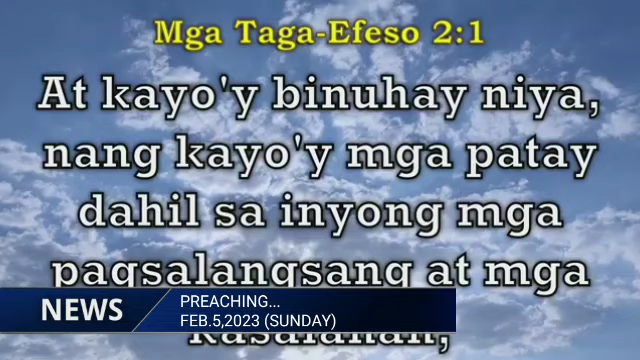 Mga Taga-Efeso 2:1
At kayo'y binuhay niya,
nang kayo'y mga patay
dahil sa inyong mga
pagsalangsang at mga
kasalanan,
NEWS
PREACHING...
FEB.5,2023 (SUNDAY)